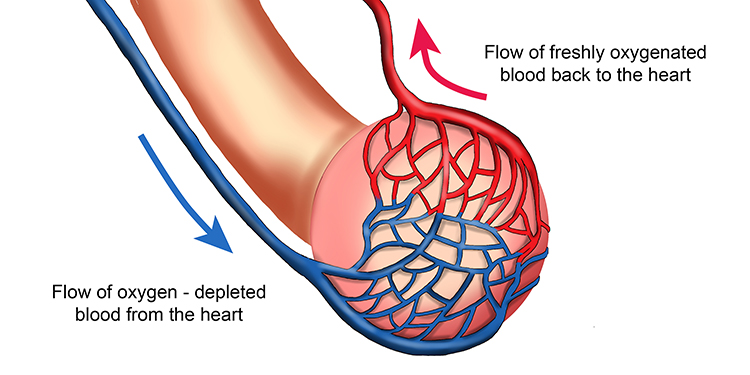 Flow of freshly oxygenated
blood back to the heart
Flow of oxygen - depleted
blood from the heart